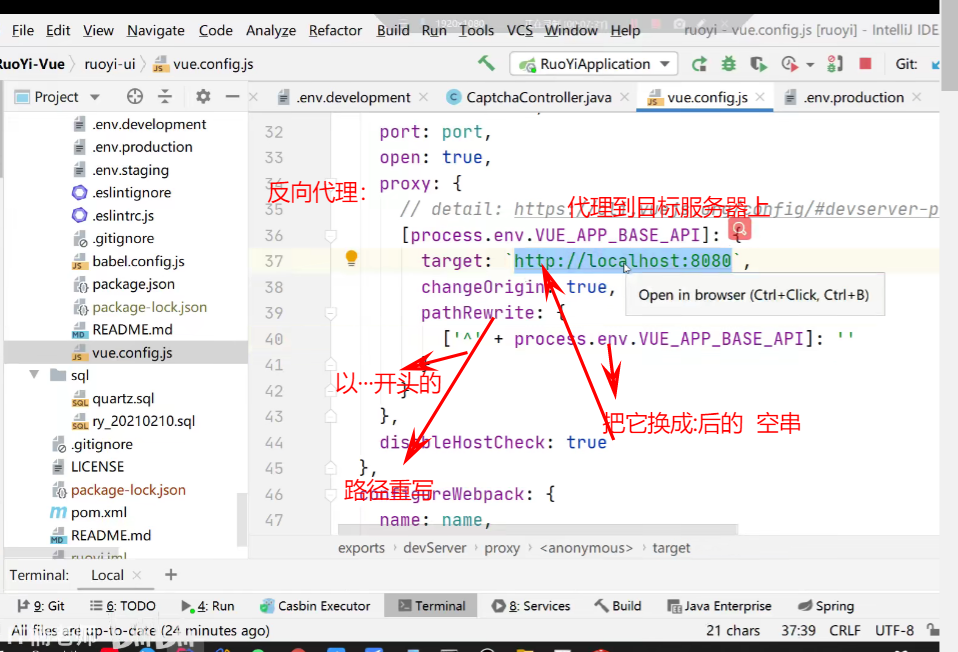 1920×1080
File Edit View Navigate Code Analyze Refactor Build Run Tools VCS Window Help ruoyi - vue.config.js [ruoyi] - IntelliJ IDE
RuoYi-Vue ruoyi-ui vue.config.js RuoYiApplication Git:
Project .env.development CaptchaController.java vue.config.js .env.production
.env.development
.env.production
.env.staging
.eslintignore
.eslintrc.js
.gitignore
babel.config.js
package.json
package-lock.json
README.md
vue.config.js
sql
quartz.sql
ry_20210210.sql
.gitignore
LICENSE
package-lock.json
pom.xml
README.md
ruoyi.iml
32 port: port,
33 open: true,
34 proxy: {
反向代理:
代理到目标服务器上
35 // detail: https config/#devserver-p
36 [process.env.VUE_APP_BASE_API]: {
37 target: `http://localhost:8080`,
38 changeOrigin: true,
Open in browser (Ctrl+Click, Ctrl+B)
39 pathRewrite: {
40 ['^' + process.env.VUE_APP_BASE_API]: ''
41 }
以···开头的
42 }
43 },
把它换成:后的 空串
44 disableHostCheck: true
45 },
路径重写
46 configureWebpack: {
47 name: name,
exports devServer proxy <anonymous> target
Terminal: Local +
9: Git 6: TODO 4: Run Casbin Executor Terminal 8: Services Build Java Enterprise Spring
All files are up-to-date (24 minutes ago) 21 chars 37:39 CRLF UTF-8